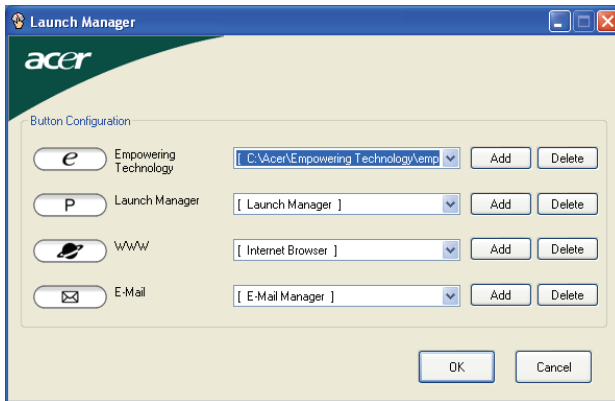 Launch Manager
acer
Button Configuration
e Empowering Technology [ C:\Acer\Empowering Technology\emp Add Delete
P Launch Manager [ Launch Manager ] Add Delete
WWW [ Internet Browser ] Add Delete
E-Mail [ E-Mail Manager ] Add Delete
OK Cancel